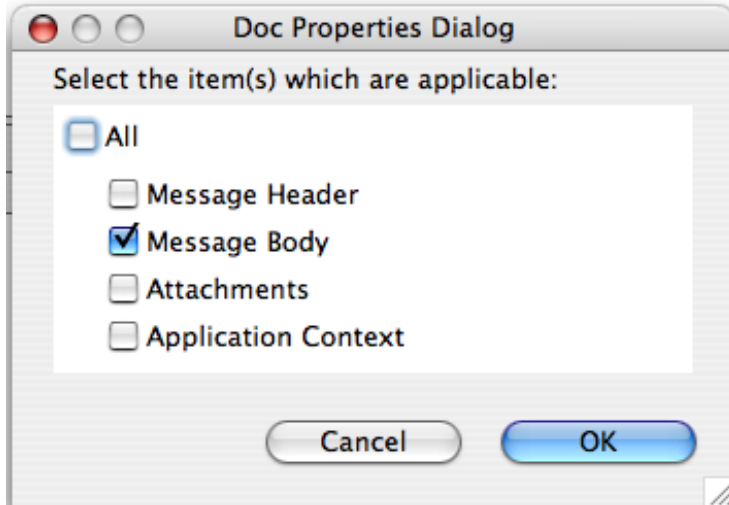 Doc Properties Dialog
Select the item(s) which are applicable:
All
Message Header
Message Body
Attachments
Application Context
Cancel OK